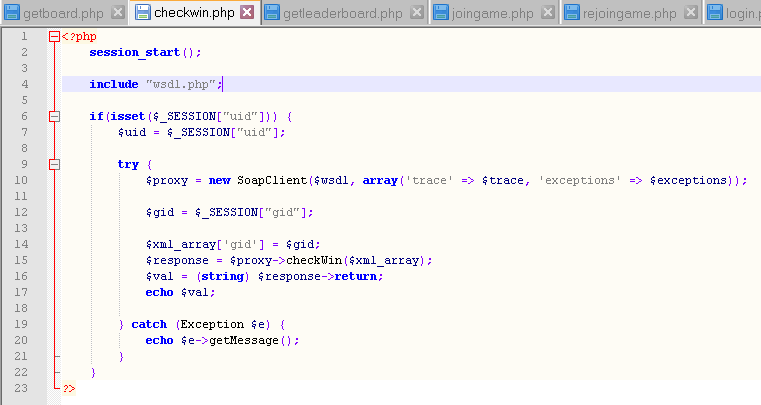 getboard.php checkwin.php getleaderboard.php joingame.php rejoingame.php login.p
1 <?php
2 session_start();
3
4 include "wsdl.php";
5
6 if(isset($_SESSION["uid"])) {
7 $uid = $_SESSION["uid"];
8
9 try {
10 $proxy = new SoapClient($wsdl, array('trace' => $trace, 'exceptions' => $exceptions));
11
12 $gid = $_SESSION["gid"];
13
14 $xml_array['gid'] = $gid;
15 $response = $proxy->checkWin($xml_array);
16 $val = (string) $response->return;
17 echo $val;
18
19 } catch (Exception $e) {
20 echo $e->getMessage();
21 }
22 }
23 ?>